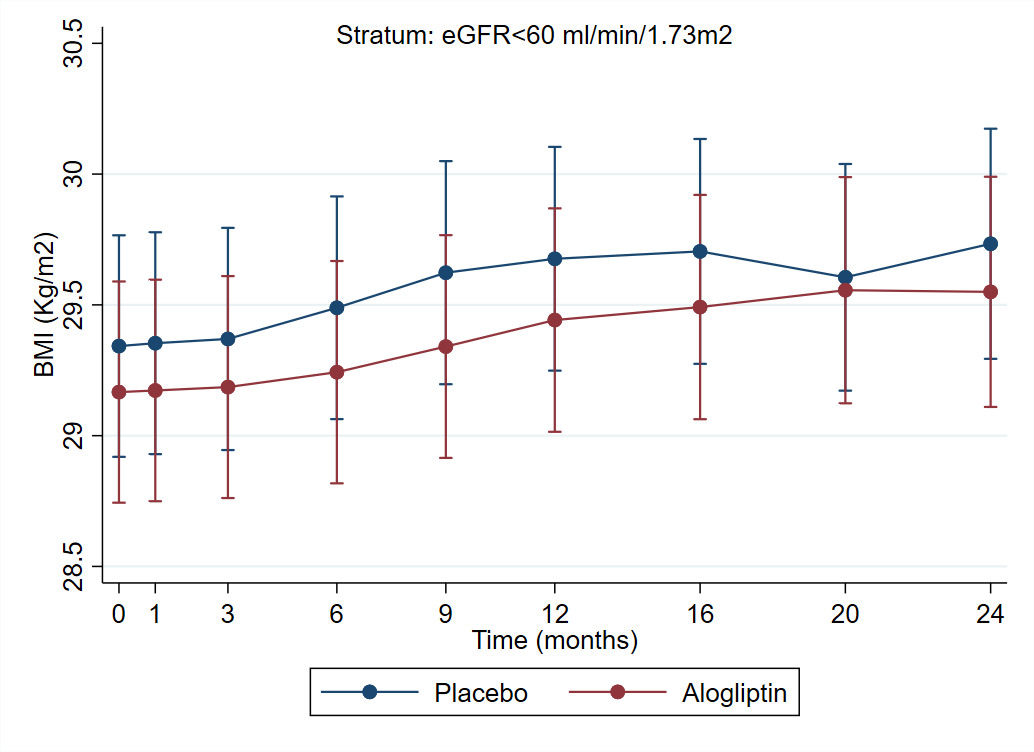 Stratum: eGFR<60 ml/min/1.73m2
30.5
30
29.5
29
28.5
BMI (Kg/m2)
0 1 3 6 9 12 16 20 24
Time (months)
Placebo Alogliptin